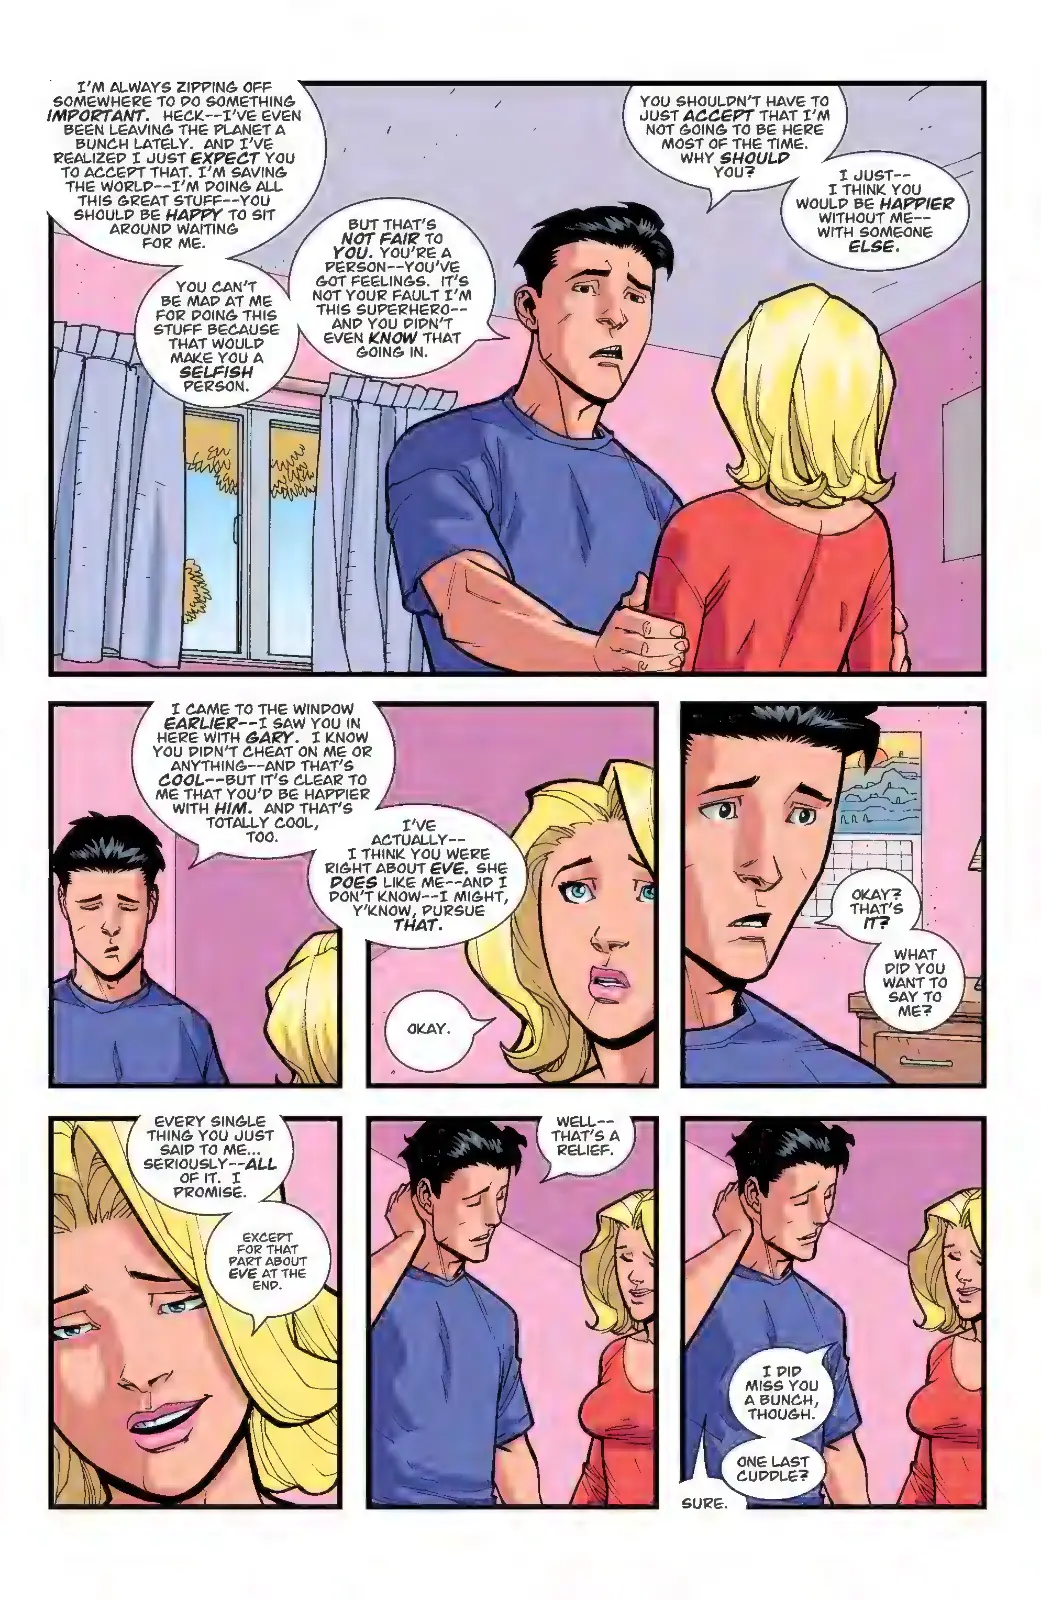 I'M ALWAYS ZIPPING OFF
SOMEWHERE TO DO SOMETHING
IMPORTANT. HECK--I'VE EVEN
BEEN LEAVING THE PLANET A
BUNCH LATELY. AND I'VE
REALIZED I JUST EXPECT YOU
TO ACCEPT THAT. I'M SAVING
THE WORLD--I'M DOING ALL
THIS GREAT STUFF--YOU
SHOULD BE HAPPY TO SIT
AROUND WAITING
FOR ME.
YOU CAN'T
BE MAD AT ME
FOR DOING THIS
STUFF BECAUSE
THAT WOULD
MAKE YOU A
SELFISH
PERSON.
BUT THAT'S
NOT FAIR TO
YOU. YOU'RE A
PERSON--YOU'VE
GOT FEELINGS. IT'S
NOT YOUR FAULT I'M
THIS SUPERHERO--
AND YOU DIDN'T
EVEN KNOW THAT
GOING IN.
YOU SHOULDN'T HAVE TO
JUST ACCEPT THAT I'M
NOT GOING TO BE HERE
MOST OF THE TIME.
WHY SHOULD
YOU?
I JUST--
I THINK YOU
WOULD BE HAPPIER
WITHOUT ME--
WITH SOMEONE
ELSE.
I CAME TO THE WINDOW
EARLIER--I SAW YOU IN
HERE WITH GARY. I KNOW
YOU DIDN'T CHEAT ON ME OR
ANYTHING--AND THAT'S
COOL--BUT IT'S CLEAR TO
ME THAT YOU'D BE HAPPIER
WITH HIM. AND THAT'S
TOTALLY COOL,
TOO.
I'VE
ACTUALLY--
I THINK YOU WERE
RIGHT ABOUT EVE. SHE
DOES LIKE ME--AND I
DON'T KNOW--I MIGHT,
Y'KNOW, PURSUE
THAT.
OKAY.
OKAY?
THAT'S
IT?
WHAT
DID YOU
WANT TO
SAY TO
ME?
EVERY SINGLE
THING YOU JUST
SAID TO ME...
SERIOUSLY--ALL
OF IT. I
PROMISE.
EXCEPT
FOR THAT
PART ABOUT
EVE AT THE
END.
WELL--
THAT'S A
RELIEF.
I DID
MISS YOU
A BUNCH,
THOUGH.
ONE LAST
CUDDLE?
SURE.